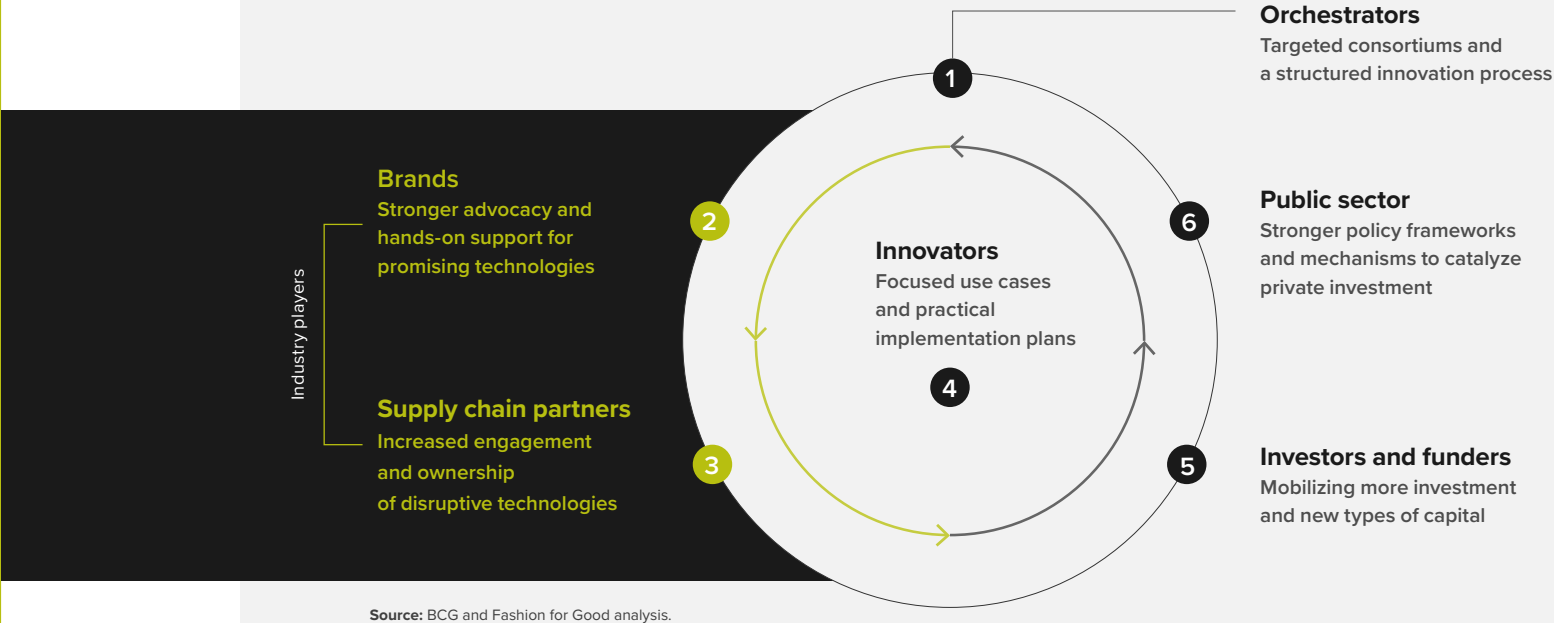 Orchestrators
Targeted consortiums and
a structured innovation process
1
Brands
Stronger advocacy and
hands-on support for
promising technologies
2
Industry players
Supply chain partners
Increased engagement
and ownership
of disruptive technologies
3
Innovators
Focused use cases
and practical
implementation plans
4
6
Public sector
Stronger policy frameworks
and mechanisms to catalyze
private investment
5
Investors and funders
Mobilizing more investment
and new types of capital
Source: BCG and Fashion for Good analysis.